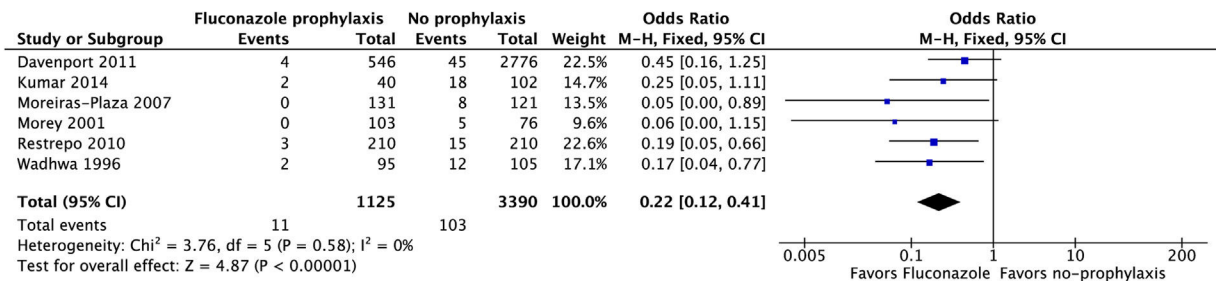 Fluconazole prophylaxis No prophylaxis Odds Ratio Odds Ratio
Study or Subgroup Events Total Events Total Weight M-H, Fixed, 95% CI M-H, Fixed, 95% CI
Davenport 2011 4 546 45 2776 22.5% 0.45 [0.16, 1.25]
Kumar 2014 2 40 18 102 14.7% 0.25 [0.05, 1.11]
Moreiras-Plaza 2007 0 131 8 121 13.5% 0.05 [0.00, 0.89]
Morey 2001 0 103 5 76 9.6% 0.06 [0.00, 1.15]
Restrepo 2010 3 210 15 210 22.6% 0.19 [0.05, 0.66]
Wadhwa 1996 2 95 12 105 17.1% 0.17 [0.04, 0.77]
Total (95% CI) 1125 3390 100.0% 0.22 [0.12, 0.41]
Total events 11 103
Heterogeneity: Chi² = 3.76, df = 5 (P = 0.58); I² = 0%
Test for overall effect: Z = 4.87 (P < 0.00001)
0.005 0.1 1 10 200
Favors Fluconazole Favors no-prophylaxis